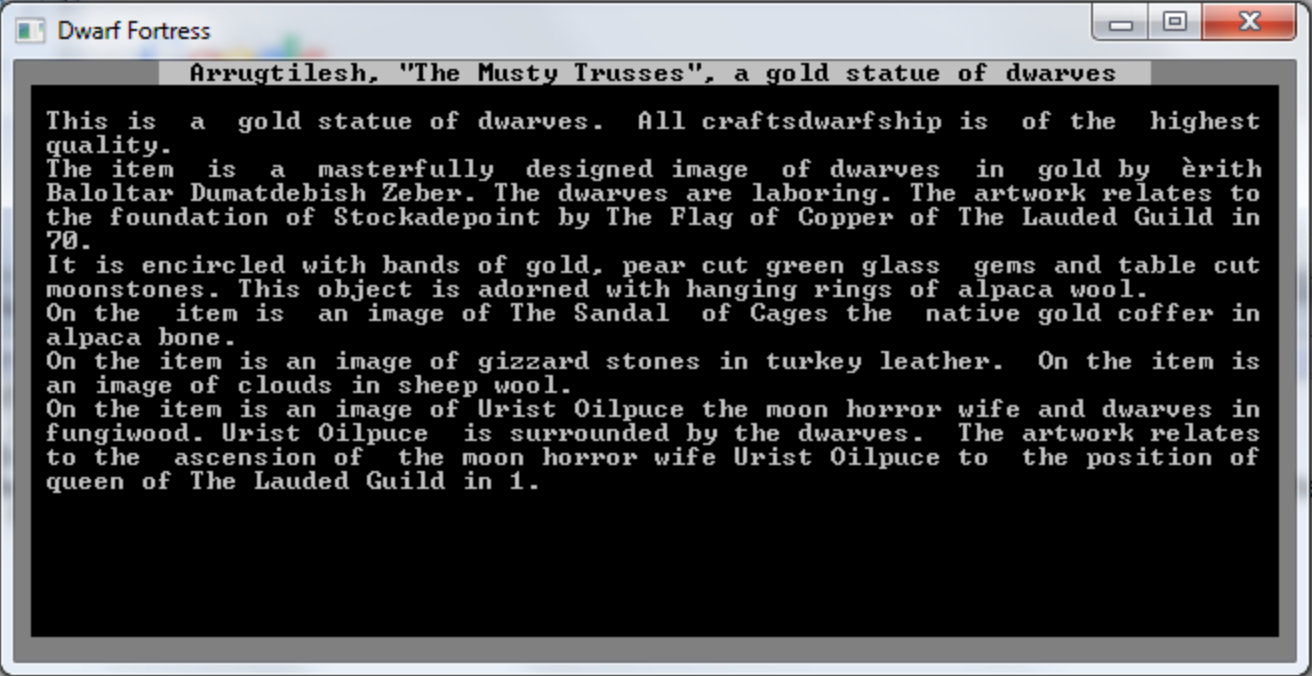 Dwarf Fortress
Arrugtilesh, "The Musty Trusses", a gold statue of dwarves
This is a gold statue of dwarves. All craftsdwarfship is of the highest
quality.
The item is a masterfully designed image of dwarves in gold by èrith
Baloltar Dumatdebish Zeber. The dwarves are laboring. The artwork relates to
the foundation of Stockadepoint by The Flag of Copper of The Lauded Guild in
70.
It is encircled with bands of gold, pear cut green glass gems and table cut
moonstones. This object is adorned with hanging rings of alpaca wool.
On the item is an image of The Sandal of Cages the native gold coffer in
alpaca bone.
On the item is an image of gizzard stones in turkey leather. On the item is
an image of clouds in sheep wool.
On the item is an image of Urist Oilpuce the moon horror wife and dwarves in
fungiwood. Urist Oilpuce is surrounded by the dwarves. The artwork relates
to the ascension of the moon horror wife Urist Oilpuce to the position of
queen of The Lauded Guild in 1.